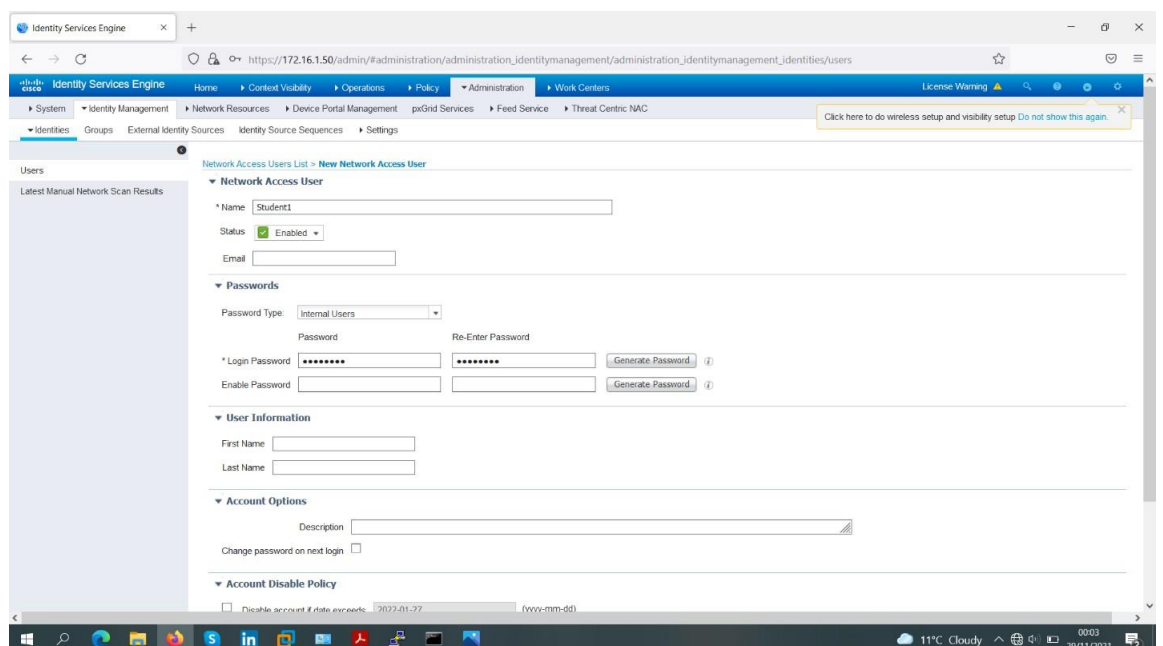 Identity Services Engine
https://172.16.1.50/admin/#administration/administration_identitymanagement/administration_identitymanagement_identities/users
cisco Identity Services Engine Home Context Visibility Operations Policy Administration Work Centers License Warning
System Identity Management Network Resources Device Portal Management pxGrid Services Feed Service Threat Centric NAC
Click here to do wireless setup and visibility setup Do not show this again.
Identities Groups External Identity Sources Identity Source Sequences Settings
Users
Latest Manual Network Scan Results
Network Access Users List > New Network Access User
Network Access User
* Name Student1
Status Enabled
Email
Passwords
Password Type: Internal Users
Password Re-Enter Password
* Login Password •••••••• •••••••• Generate Password
Enable Password Generate Password
User Information
First Name
Last Name
Account Options
Description
Change password on next login
Account Disable Policy
Disable account if date exceeds 2022-01-27 (yyyy-mm-dd)
11°C Cloudy 00:03
29/11/2021